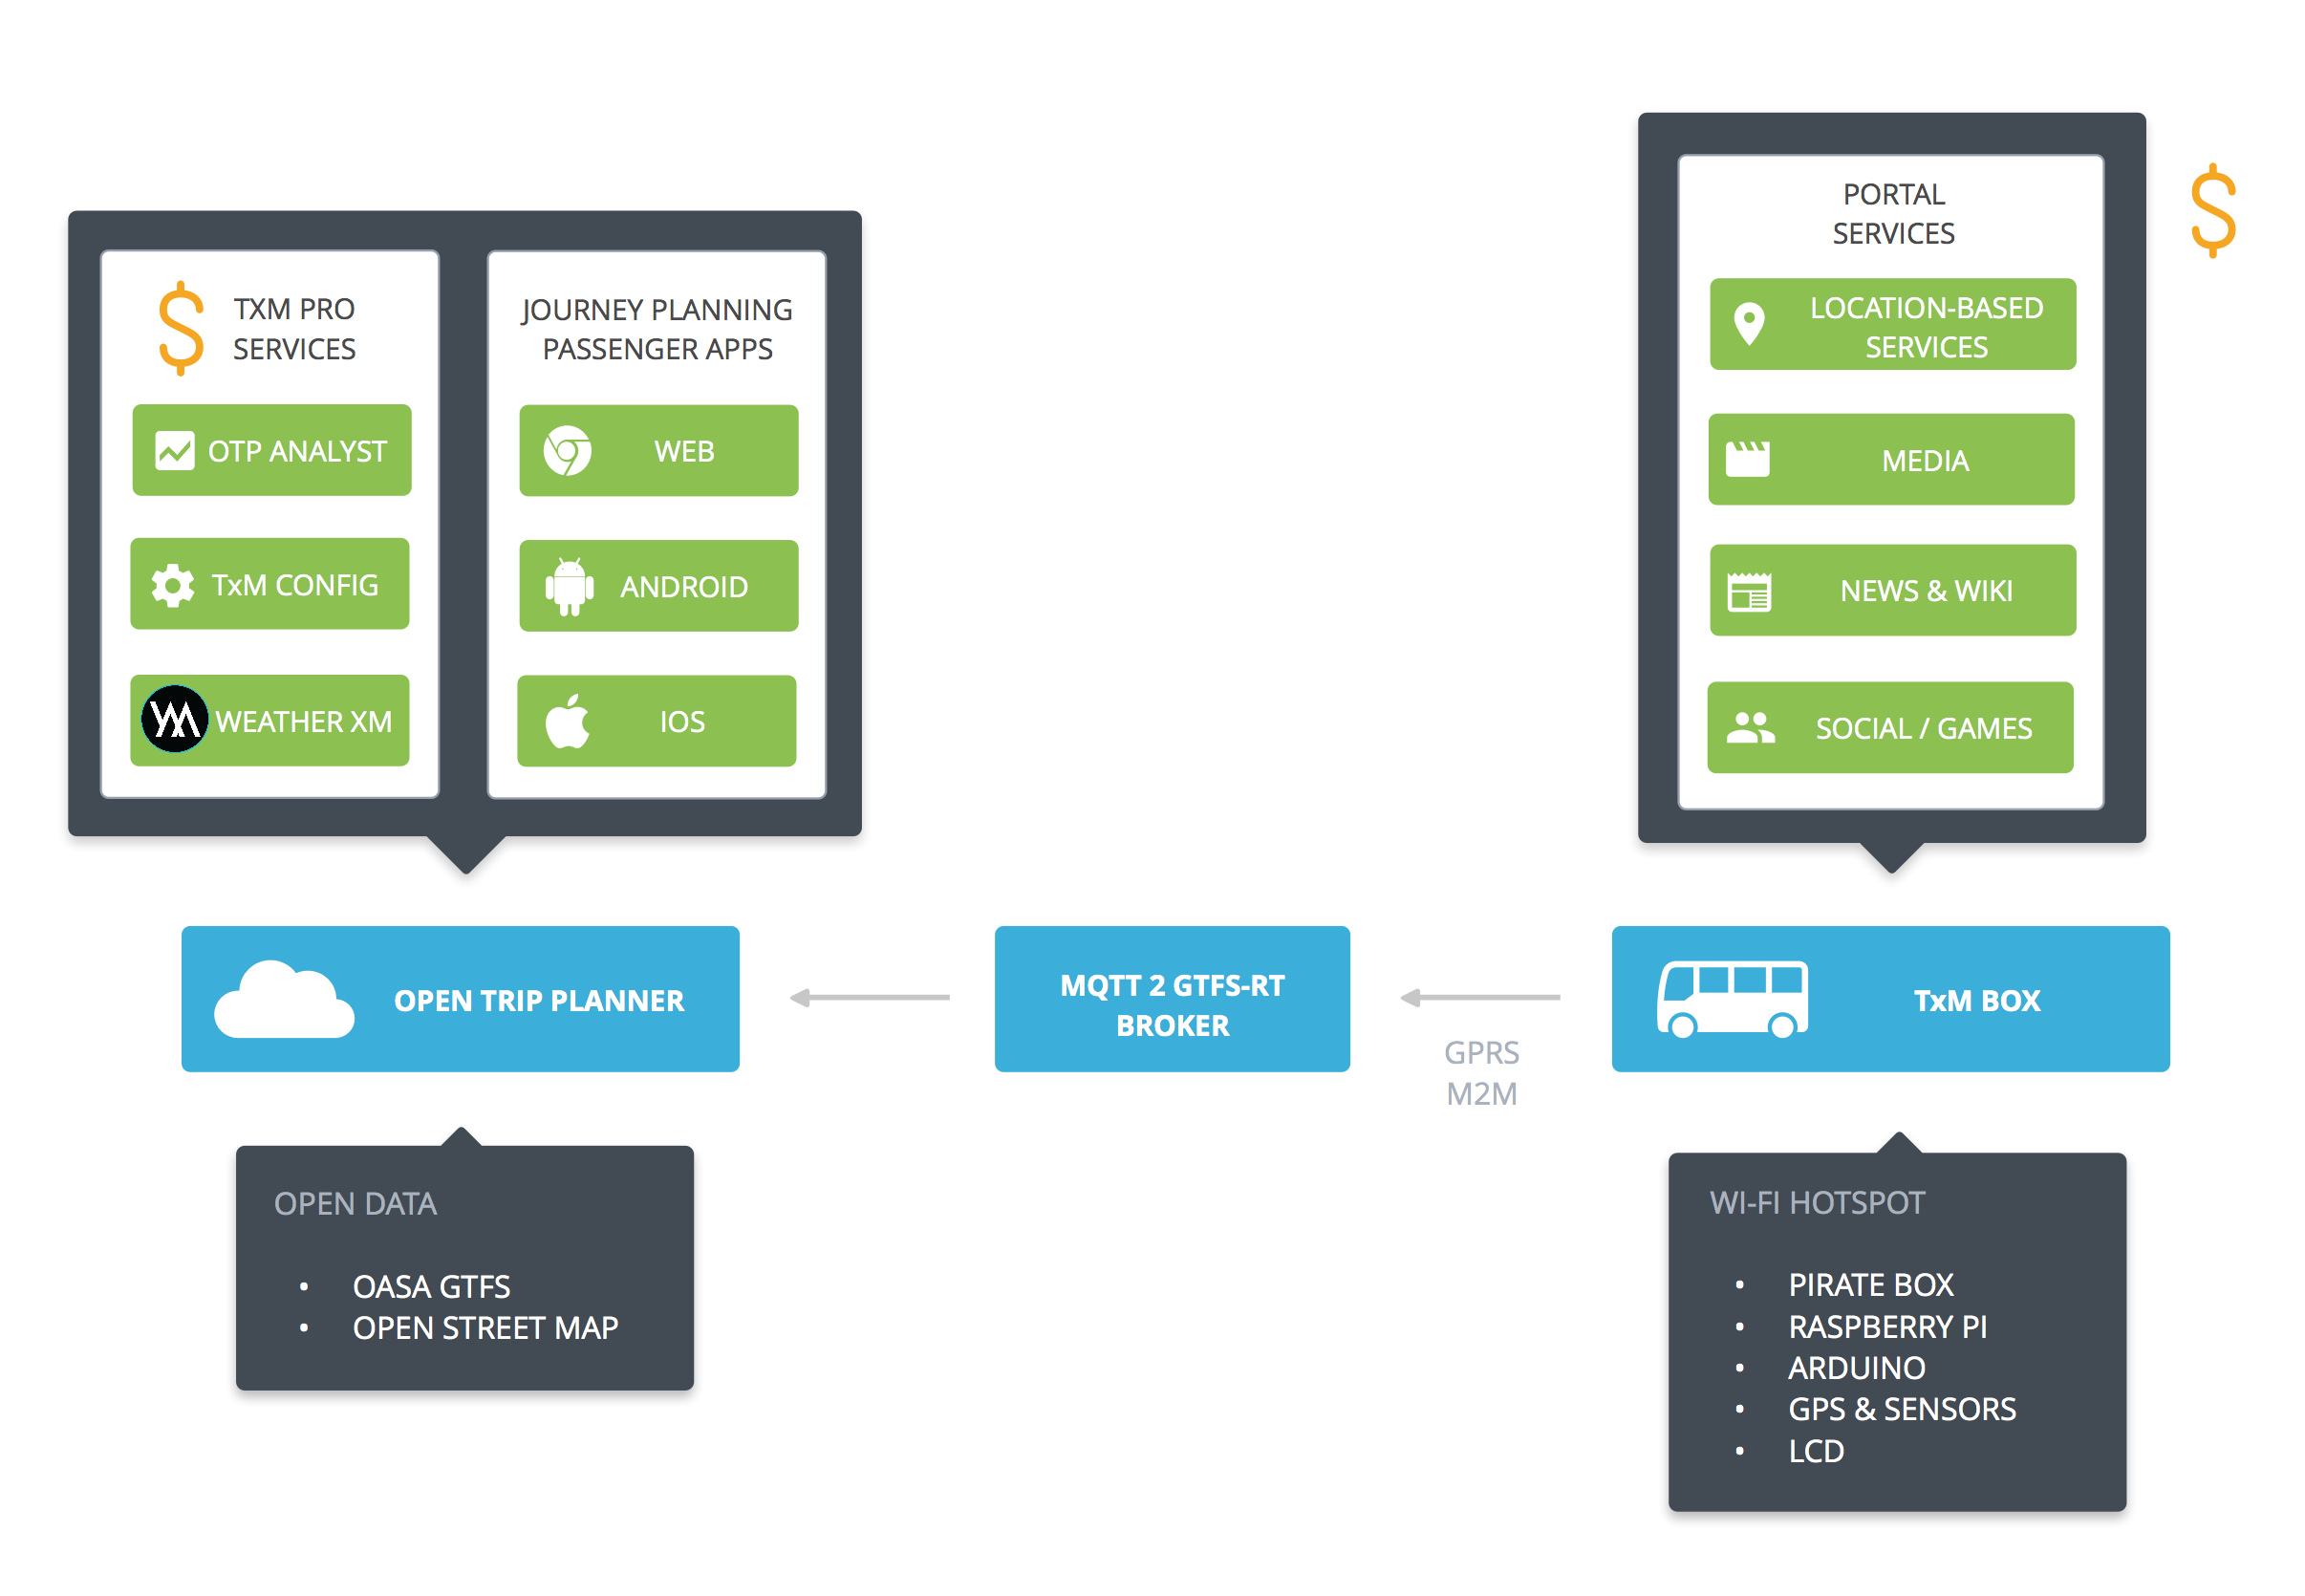 TXM PRO
SERVICES
OTP ANALYST
TxM CONFIG
WEATHER XM
JOURNEY PLANNING
PASSENGER APPS
WEB
ANDROID
IOS
PORTAL
SERVICES
LOCATION-BASED
SERVICES
MEDIA
NEWS & WIKI
SOCIAL / GAMES
OPEN TRIP PLANNER
MQTT 2 GTFS-RT
BROKER
GPRS
M2M
TxM BOX
OPEN DATA
• OASA GTFS
• OPEN STREET MAP
WI-FI HOTSPOT
• PIRATE BOX
• RASPBERRY PI
• ARDUINO
• GPS & SENSORS
• LCD